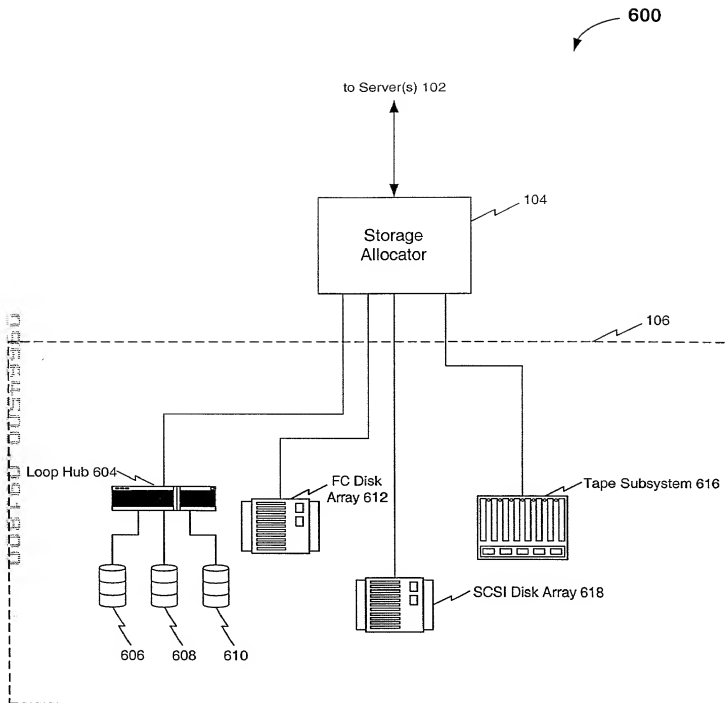 600
to Server(s) 102
104
Storage
Allocator
106
Loop Hub 604
FC Disk
Array 612
Tape Subsystem 616
SCSI Disk Array 618
606
608
610